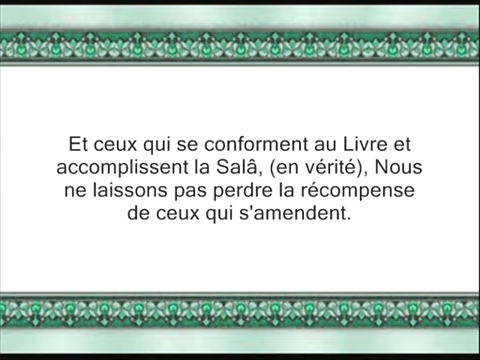 Et ceux qui se conforment au Livre et
accomplissent la Salâ, (en vérité), Nous
ne laissons pas perdre la récompense
de ceux qui s'amendent.